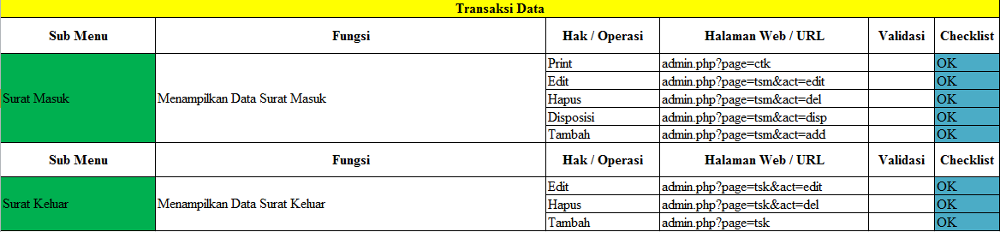 Transaksi Data
Sub Menu Fungsi Hak / Operasi Halaman Web / URL Validasi Checklist
Print admin.php?page=ctk OK
Edit admin.php?page=tsm&act=edit OK
Surat Masuk Menampilkan Data Surat Masuk Hapus admin.php?page=tsm&act=del OK
Disposisi admin.php?page=tsm&act=disp OK
Tambah admin.php?page=tsm&act=add OK
Sub Menu Fungsi Hak / Operasi Halaman Web / URL Validasi Checklist
Edit admin.php?page=tsk&act=edit OK
Surat Keluar Menampilkan Data Surat Keluar Hapus admin.php?page=tsk&act=del OK
Tambah admin.php?page=tsk OK